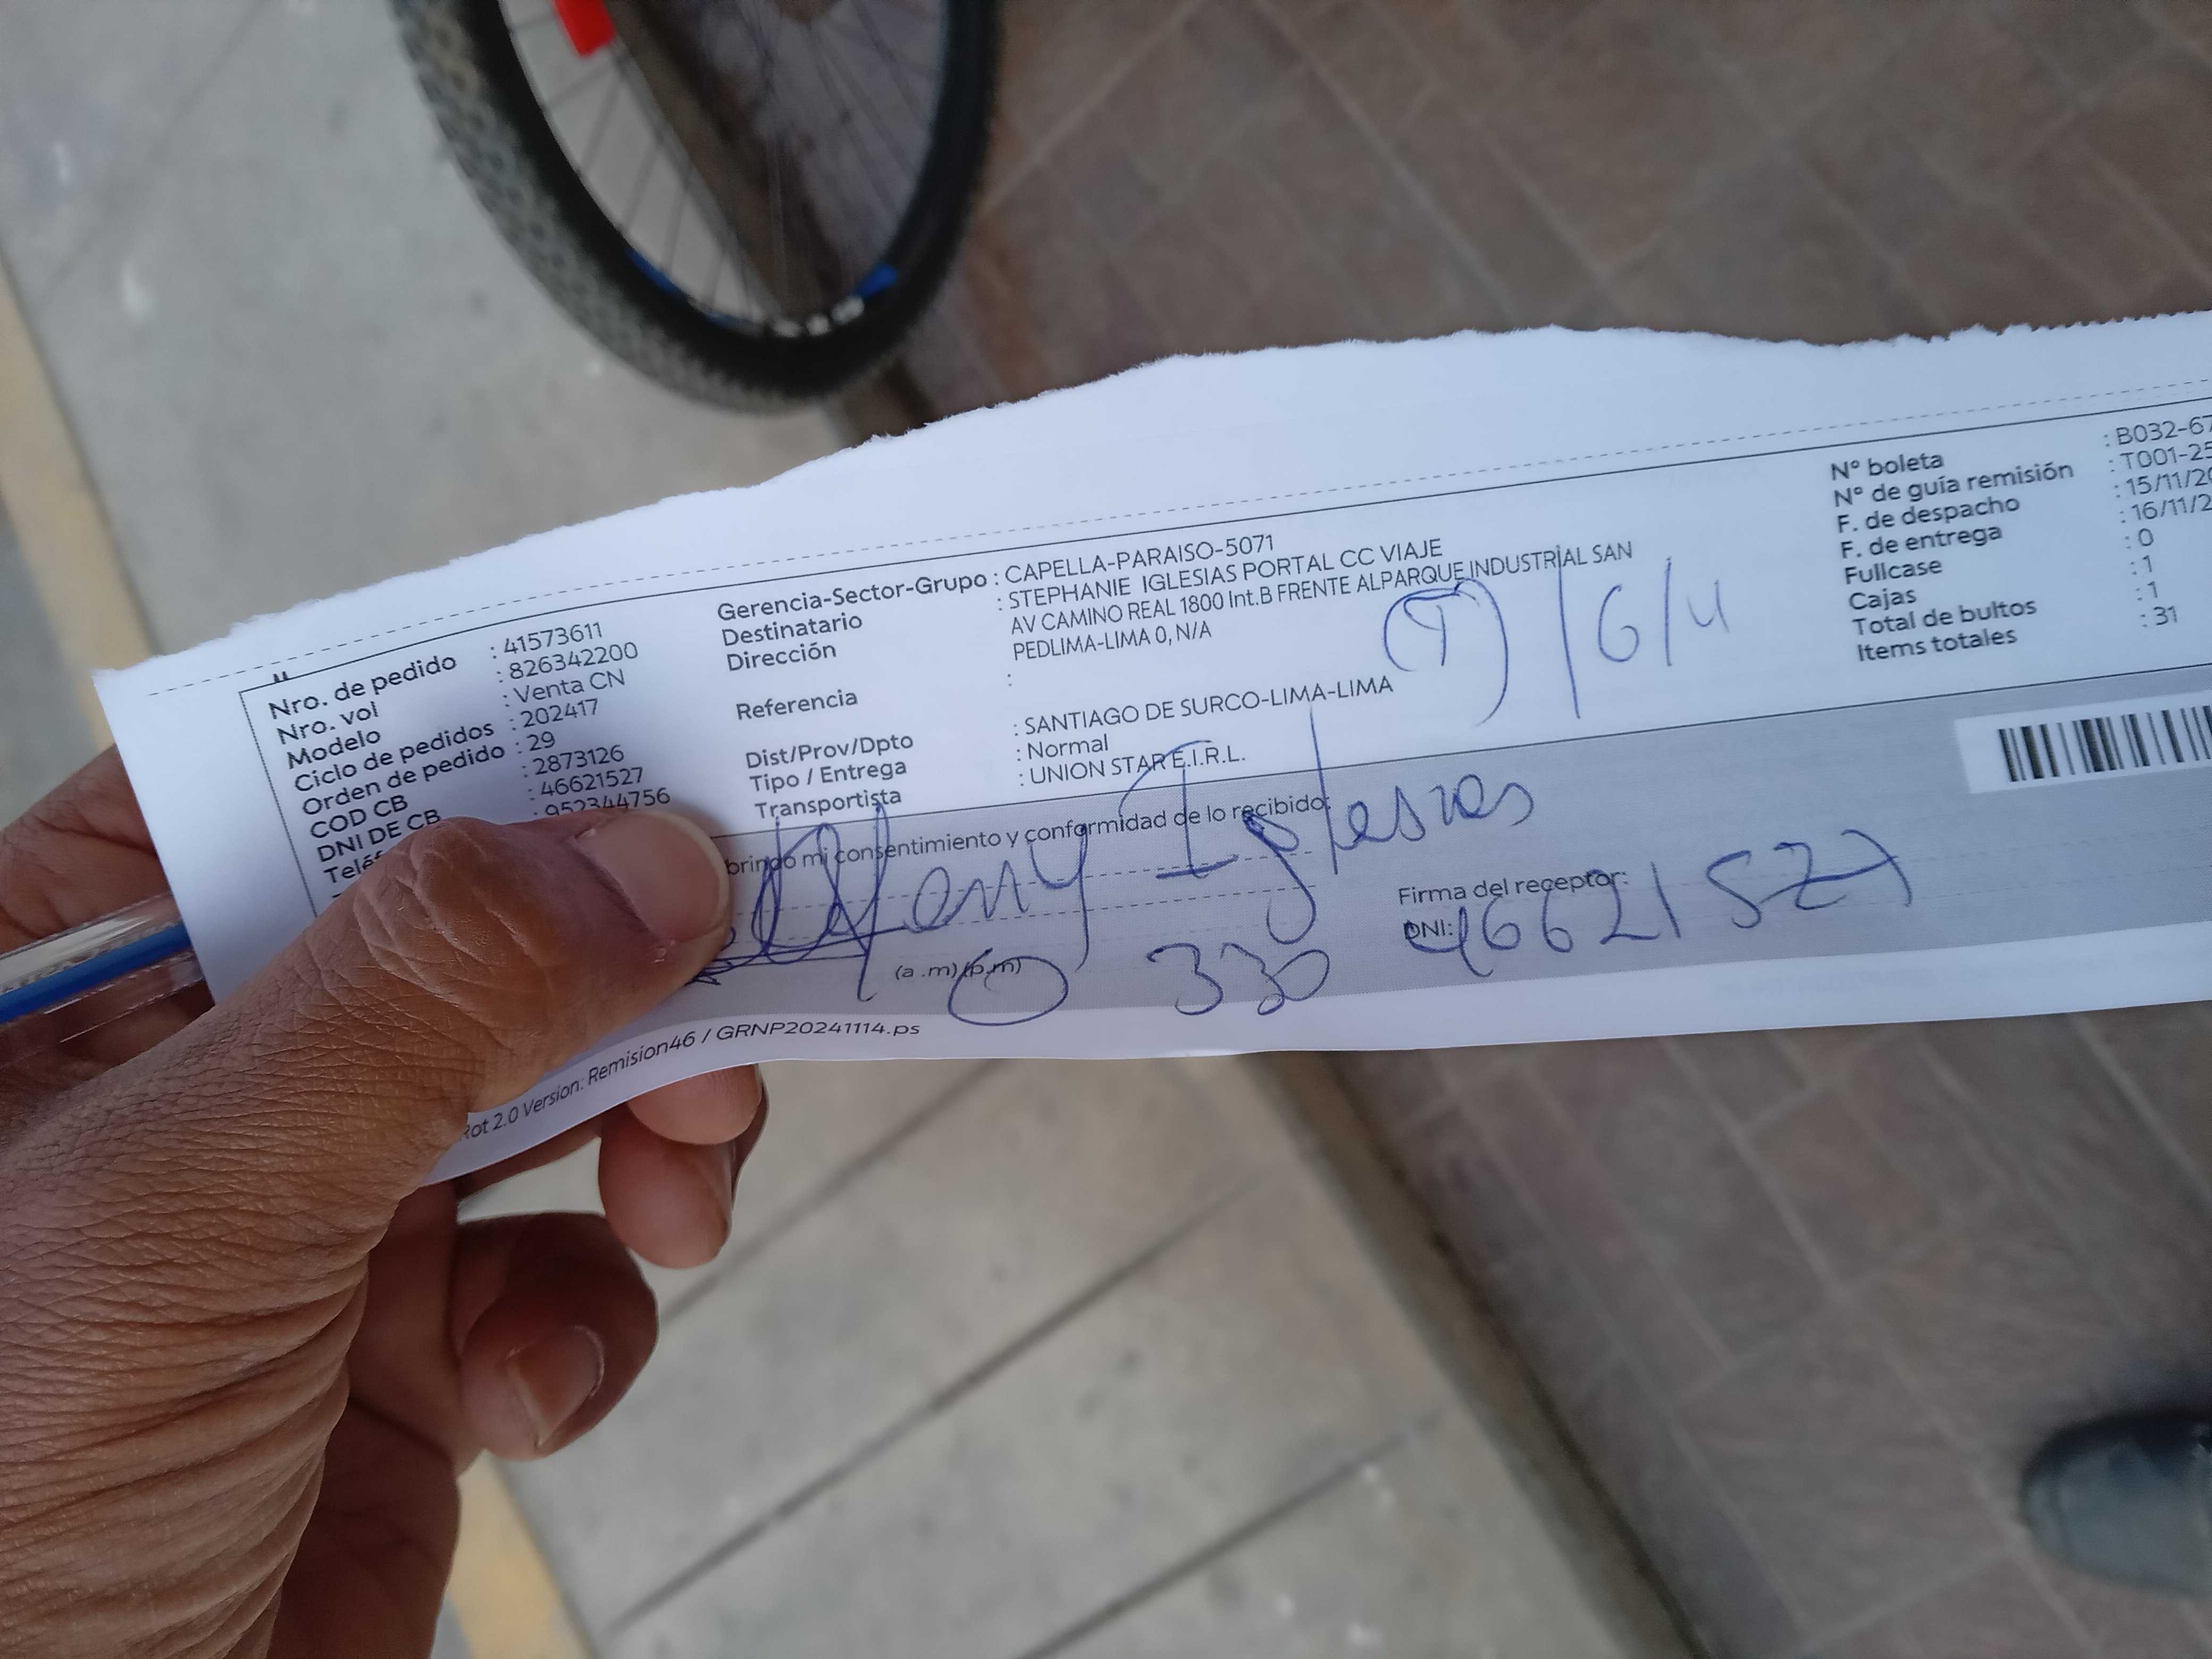 Nro. de pedido : 41573611
Nro. vol : 826342200
Modelo : Venta CN
Ciclo de pedidos : 202417
Orden de pedido : 29
COD CB : 2873126
DNI DE CB : 46621527
: 952344756
Gerencia-Sector-Grupo : CAPELLA-PARAISO-5071
Destinatario : STEPHANIE IGLESIAS PORTAL CC VIAJE
Dirección AV CAMINO REAL 1800 Int.B FRENTE ALPARQUE INDUSTRIAL SAN
PEDLIMA-LIMA 0, N/A
Referencia :
Dist/Prov/Dpto : SANTIAGO DE SURCO-LIMA-LIMA
Tipo / Entrega : Normal
Transportista : UNION STAR E.I.R.L.
(T) / 6 / 4
N° boleta : B032-67
N° de guía remisión : T001-25
F. de despacho : 15/11/20
F. de entrega : 16/11/2
Fullcase : 0
Cajas : 1
Total de bultos : 1
Items totales : 31
brindo mi consentimiento y conformidad de lo recibido:
Iglesias
Firma del receptor:
DNI: 46621527
(a .m) (p.m) 330
Rot 2.0 Version: Remision46 / GRNP20241114.ps